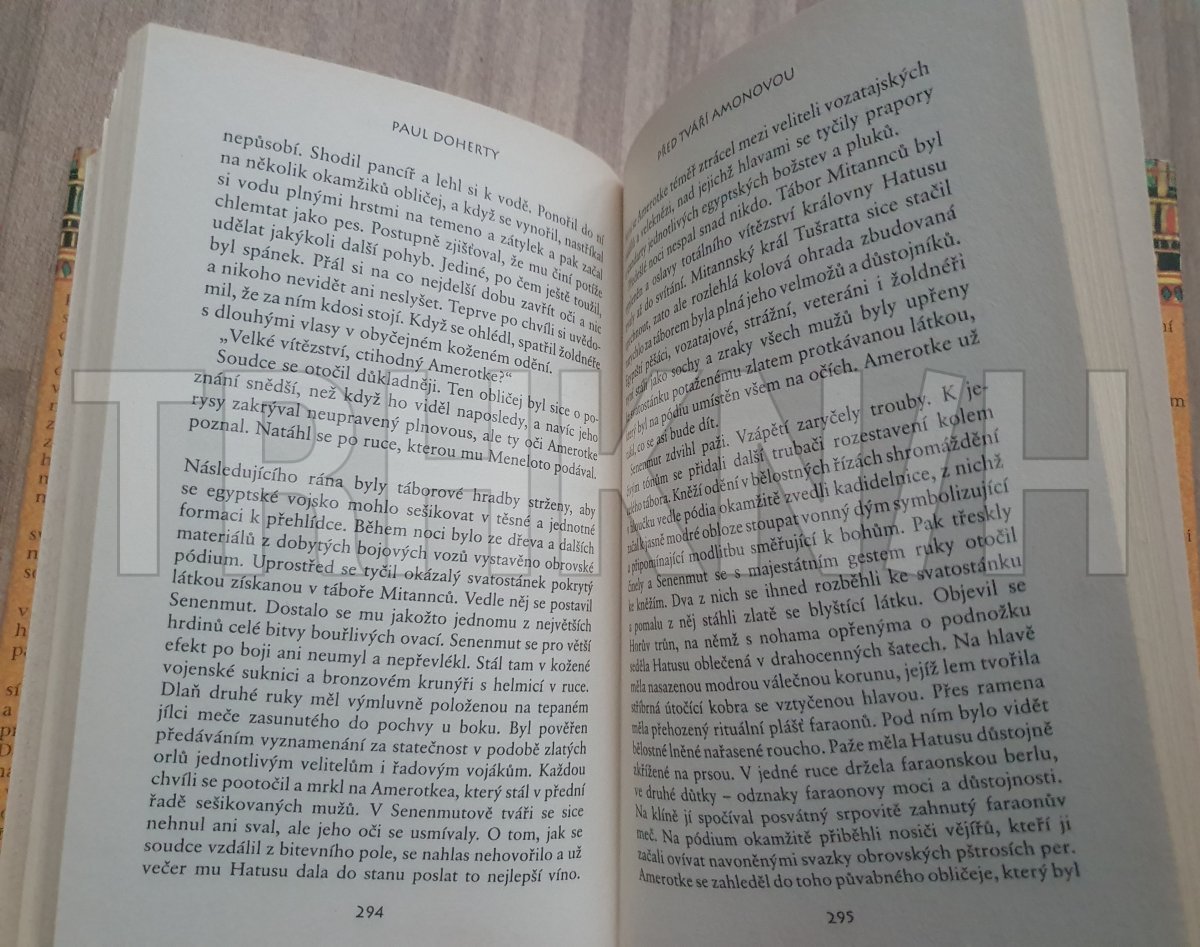 PAUL DOHERTY
nepůsobí. Shodil pancíř a lehl si k vodě. Ponořil do ní
na několik okamžiků obličej, a když se vynořil, nastříkal
si vodu plnými hrstmi na temeno a zátylek a pak začal
chlemtat jako pes. Postupně zjišťoval, že mu činí potíže
udělat jakýkoli další pohyb. Jediné, po čem ještě toužil,
byl spánek. Přál si na co nejdelší dobu zavřít oči a nic
a nikoho nevidět ani neslyšet. Teprve po chvíli si uvědo-
mil, že za ním kdosi stojí. Když se ohlédl, spatřil žoldnéře
s dlouhými vlasy v obyčejném koženém odění.
„Velké vítězství, ctihodný Amerotke?“
Soudce se otočil důkladněji. Ten obličej byl sice o po-
znání snědší, než když ho viděl naposledy, a navíc jeho
rysy zakrýval neupravený plnovous, ale ty oči Amerotke
poznal. Natáhl se po ruce, kterou mu Meneloto podával.
Následujícího rána byly táborové hradby strženy, aby
se egyptské vojsko mohlo sešikovat v těsné a jednotné
formaci k přehlídce. Během noci bylo ze dřeva a dalších
materiálů z dobytých bojových vozů vystavěno obrovské
pódium. Uprostřed se tyčil okázalý svatostánek pokrytý
látkou získanou v táboře Mitannců. Vedle něj se postavil
Senenmut. Dostalo se mu jakožto jednomu z největších
hrdinů celé bitvy bouřlivých ovací. Senenmut se pro větší
efekt po boji ani neumyl a nepřevlékl. Stál tam v kožené
vojenské suknici a bronzovém krunýři s helmicí v ruce.
Dlaň druhé ruky měl výmluvně položenou na tepaném
jílci meče zasunutého do pochvy u boku. Byl pověřen
předáváním vyznamenání za statečnost v podobě zlatých
orlů jednotlivým velitelům i řadovým vojákům. Každou
chvíli se pootočil a mrkl na Amerotkea, který stál v přední
řadě sešikovaných mužů. V Senenmutově tváři se sice
nehnul ani sval, ale jeho oči se usmívaly. O tom, jak se
soudce vzdálil z bitevního pole, se nahlas nehovořilo a už
večer mu Hatusu dala do stanu poslat to nejlepší víno.
294
PŘED TVÁŘÍ AMONOVOU
se Amerotke téměř ztrácel mezi veliteli vozatajských
a veleknězi, nad jejichž hlavami se tyčily prapory
jednotlivých egyptských božstev a pluků.
noci nespal snad nikdo. Tábor Mitannců byl
a oslavy totálního vítězství královny Hatusu
až do svítání. Mitannský král Tušratta sice stačil
zato ale rozlehlá kolová ohrada zbudovaná
za táborem byla plná jeho velmožů a důstojníků.
pěšáci, vozatajové, strážní, veteráni i žoldnéři
stáli jako sochy a zraky všech mužů byly upřeny
svatostánku potaženému zlatem protkávanou látkou,
který byl na pódiu umístěn všem na očích. Amerotke už
co se asi bude dít.
Senenmut zdvihl paži. Vzápětí zaryčely trouby. K je-
tónům se přidali další trubači rozestavení kolem
tábora. Kněží odění v bělostných řízách shromáždění
v hloučku vedle pódia okamžitě zvedli kadidelnice, z nichž
začal k jasně modré obloze stoupat vonný dým symbolizující
a připomínající modlitbu směřující k bohům. Pak třeskly
činely a Senenmut se s majestátním gestem ruky otočil
ke kněžím. Dva z nich se ihned rozběhli ke svatostánku
a pomalu z něj stáhli zlatě se blyštící látku. Objevil se
Horův trůn, na němž s nohama opřenýma o podnožku
seděla Hatusu oblečená v drahocenných šatech. Na hlavě
měla nasazenou modrou válečnou korunu, jejíž lem tvořila
stříbrná útočící kobra se vztyčenou hlavou. Přes ramena
měla přehozený rituální plášť faraonů. Pod ním bylo vidět
bělostné lněné nařasené roucho. Paže měla Hatusu důstojně
zkřížené na prsou. V jedné ruce držela faraonskou berlu,
ve druhé důtky – odznaky faraonovy moci a důstojnosti.
Na klíně jí spočíval posvátný srpovitě zahnutý faraonův
meč. Na pódium okamžitě přiběhli nosiči vějířů, kteří ji
začali ovívat navoněnými svazky obrovských pštrosích per.
Amerotke se zahleděl do toho půvabného obličeje, který byl
295
TRHKNIH